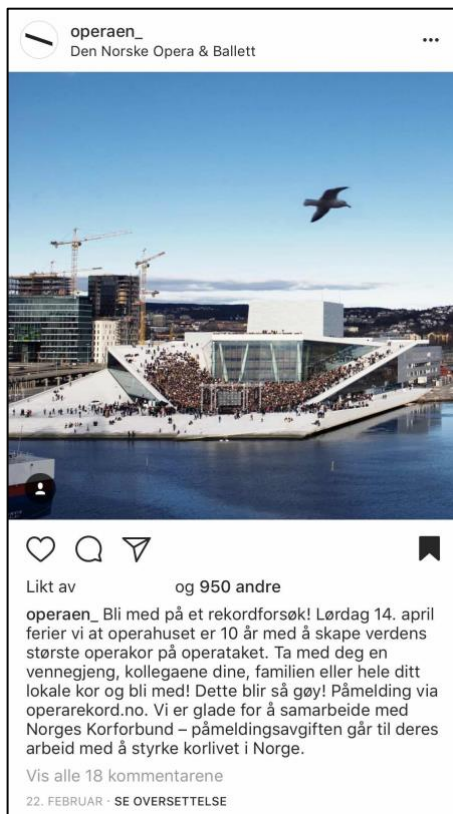 operaen_
Den Norske Opera & Ballett
Likt av og 950 andre
operaen_ Bli med på et rekordforsøk! Lørdag 14. april
ferier vi at operahuset er 10 år med å skape verdens
største operakor på operataket. Ta med deg en
vennegjeng, kollegaene dine, familien eller hele ditt
lokale kor og bli med! Dette blir så gøy! Påmelding via
operarekord.no. Vi er glade for å samarbeide med
Norges Korforbund – påmeldingsavgiften går til deres
arbeid med å styrke korlivet i Norge.
Vis alle 18 kommentarene
22. FEBRUAR · SE OVERSETTELSE